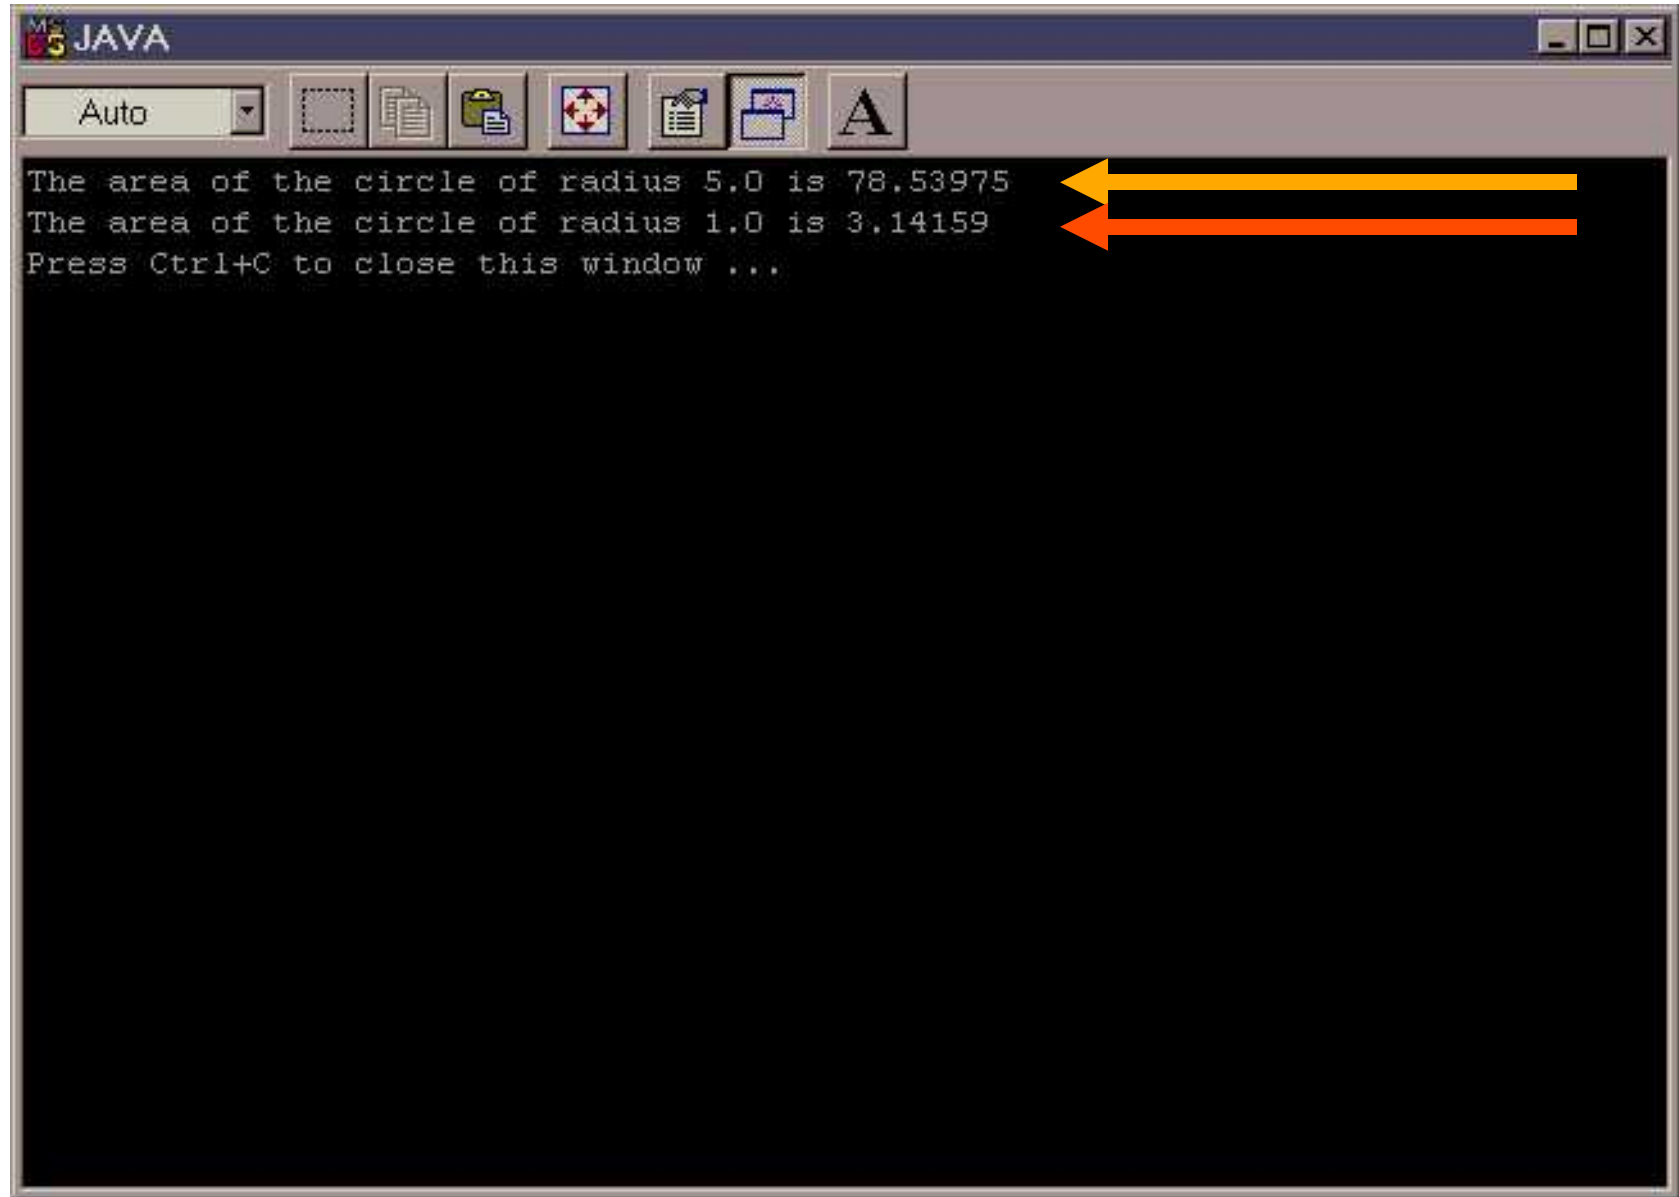 JAVA
Auto
A
The area of the circle of radius 5.0 is 78.53975
The area of the circle of radius 1.0 is 3.14159
Press Ctrl+C to close this window ...